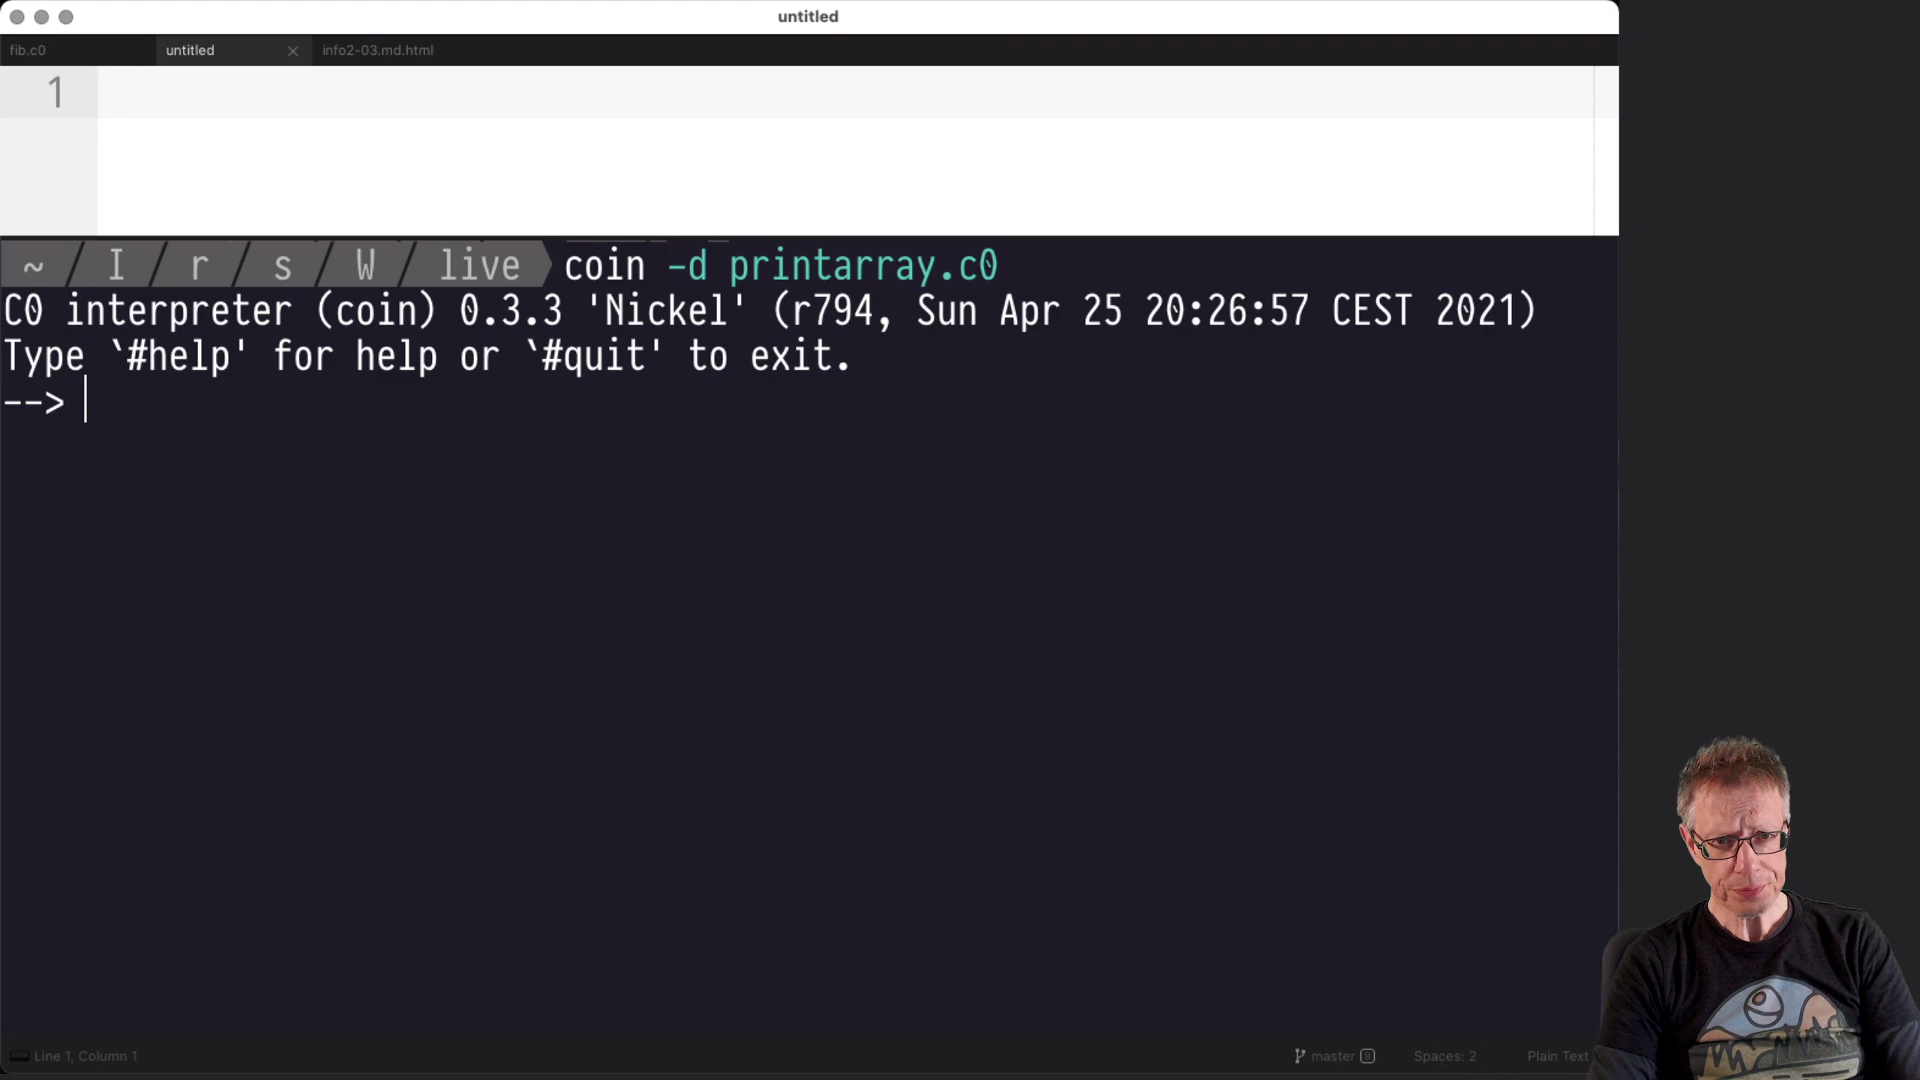 untitled
fib.c0 untitled info2-03.md.html
1
~ I r s W live coin -d printarray.c0
C0 interpreter (coin) 0.3.3 'Nickel' (r794, Sun Apr 25 20:26:57 CEST 2021)
Type `#help' for help or `#quit' to exit.
-->
Line 1, Column 1 master 9 Spaces: 2 Plain Text